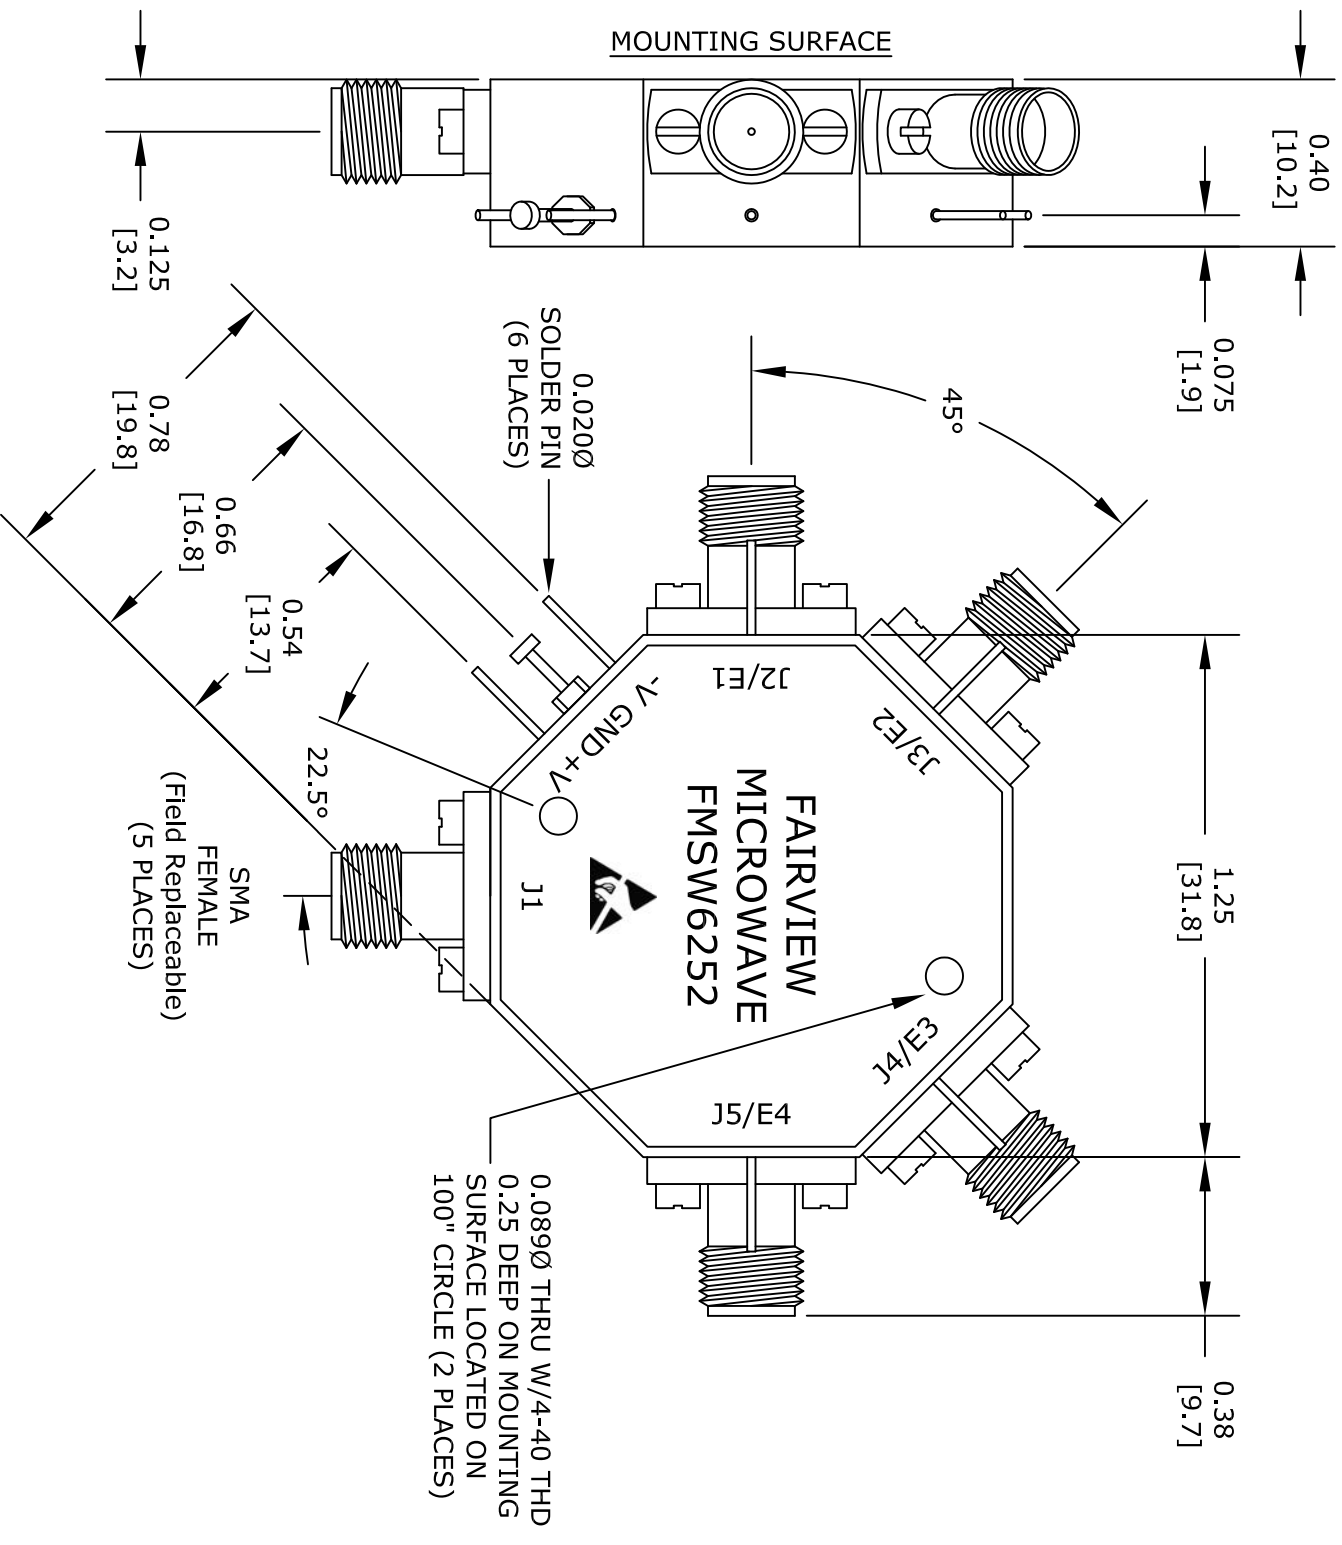 MOUNTING SURFACE
0.40
[10.2]
0.075
[1.9]
0.125
[3.2]
0.020Ø
SOLDER PIN
(6 PLACES)
45°
0.78
[19.8]
0.66
[16.8]
0.54
[13.7]
22.5°
J2/E1
J3/E2
-V GND+V
FAIRVIEW
MICROWAVE
FMSW6252
J1
J4/E3
J5/E4
1.25
[31.8]
0.38
[9.7]
SMA
FEMALE
(Field Replaceable)
(5 PLACES)
0.089Ø THRU W/4-40 THD
0.25 DEEP ON MOUNTING
SURFACE LOCATED ON
100" CIRCLE (2 PLACES)